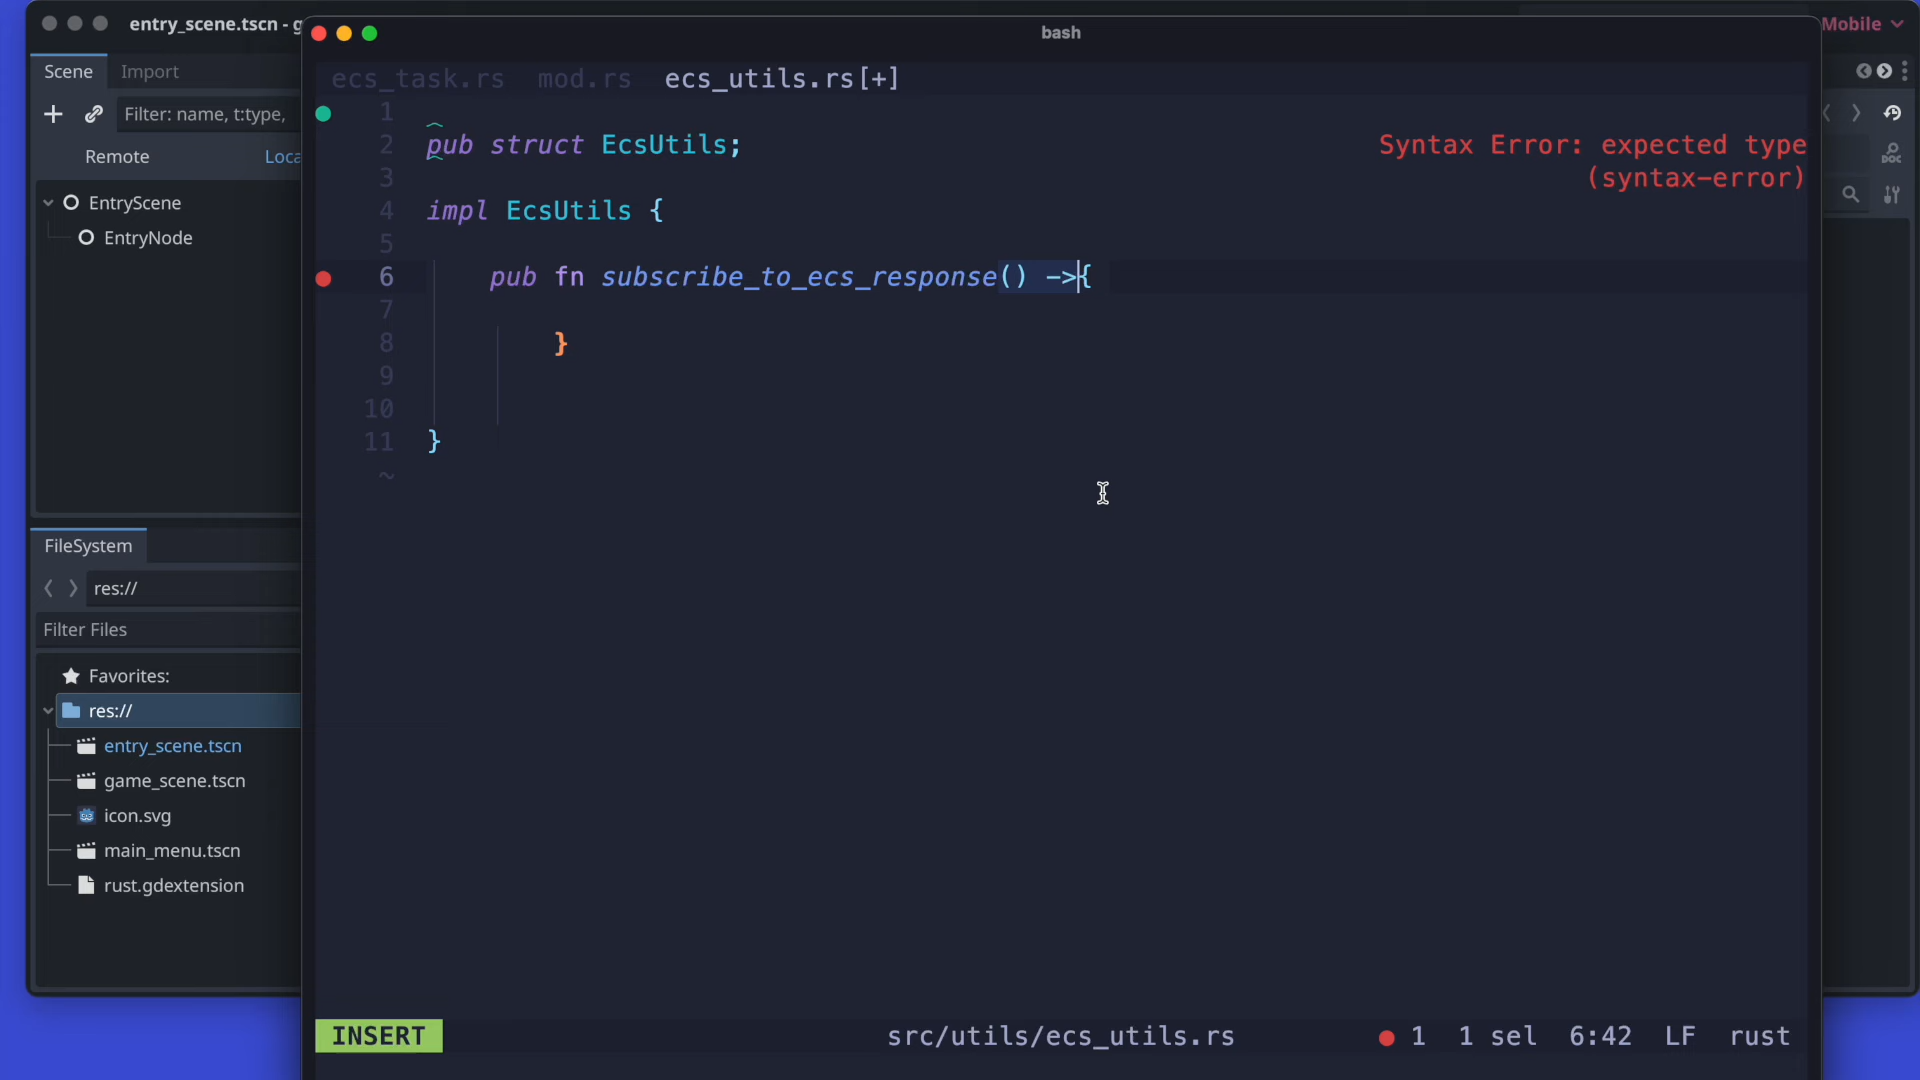 entry_scene.tscn - g
bash
Mobile
Scene Import
ecs_task.rs mod.rs ecs_utils.rs[+]
Filter: name, t:type,
Remote Loca
EntryScene
EntryNode
1
2 pub struct EcsUtils; Syntax Error: expected type
3 (syntax-error)
4 impl EcsUtils {
5
6 pub fn subscribe_to_ecs_response() ->{
7
8 }
9
10
11 }
~
DOC
FileSystem
res://
Filter Files
Favorites:
res://
entry_scene.tscn
game_scene.tscn
icon.svg
main_menu.tscn
rust.gdextension
INSERT src/utils/ecs_utils.rs 1 1 sel 6:42 LF rust